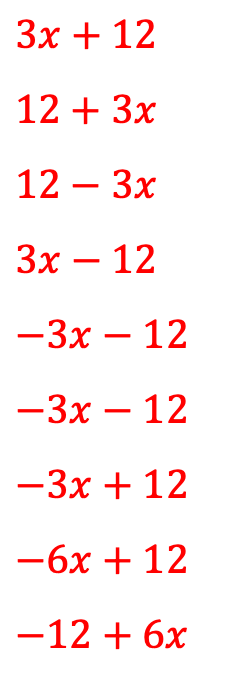 3x + 12
12 + 3x
12 − 3x
3x − 12
−3x − 12
−3x − 12
−3x + 12
−6x + 12
−12 + 6x